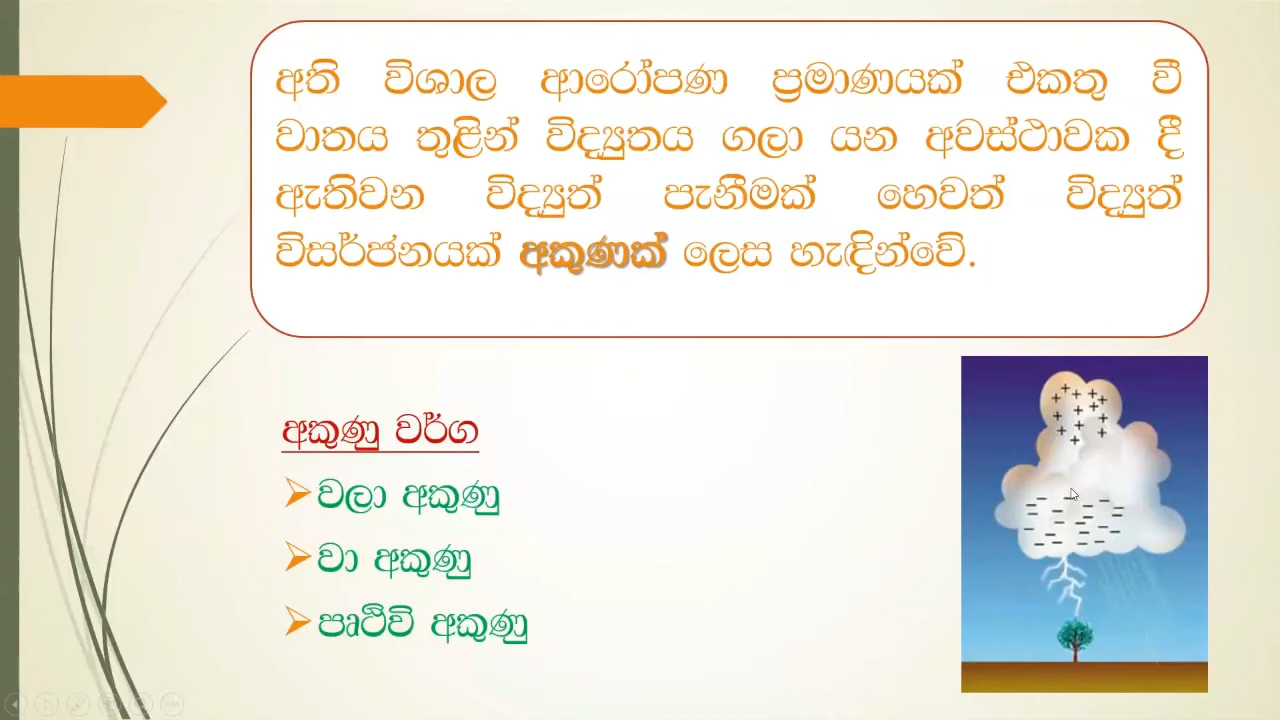 අති විශාල ආරෝපණ ප්‍රමාණයක් එකතු වී
වාතය තුළින් විද්‍යුතය ගලා යන අවස්ථාවක දී
ඇතිවන විද්‍යුත් පැනීමක් හෙවත් විද්‍යුත්
විසර්ජනයක් අකුණක් ලෙස හැඳින්වේ.
අකුණු වර්ග
වලා අකුණු
වා අකුණු
පෘථිවි අකුණු